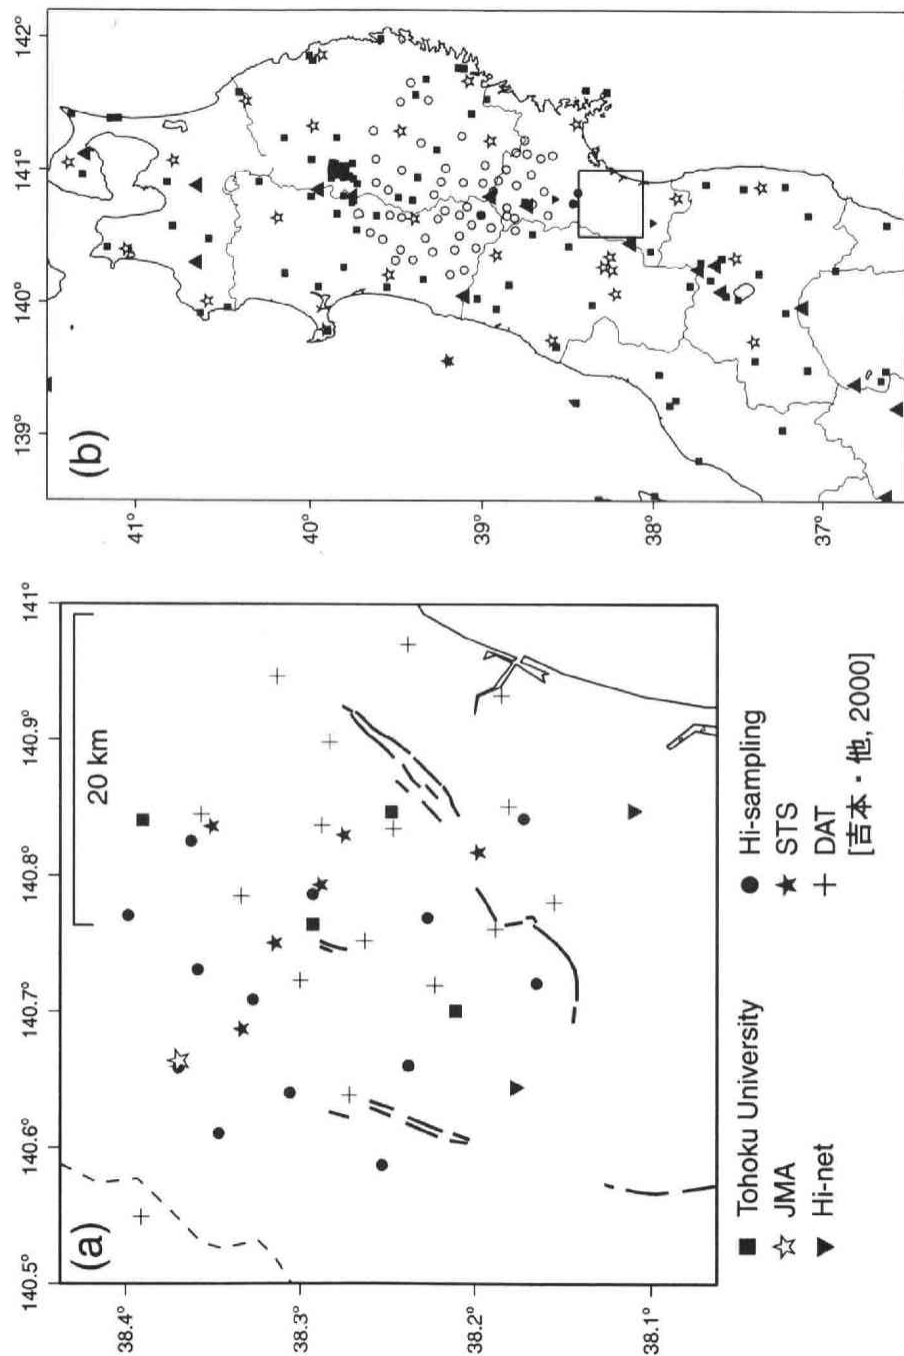 (a)
140.5° 140.6° 140.7° 140.8° 140.9° 141°
38.4°
38.3°
38.2°
38.1°
20 km
■ Tohoku University
☆ JMA
▼ Hi-net
● Hi-sampling
★ STS
+ DAT
[吉本・他, 2000]
(b)
139° 140° 141° 142°
41°
40°
39°
38°
37°